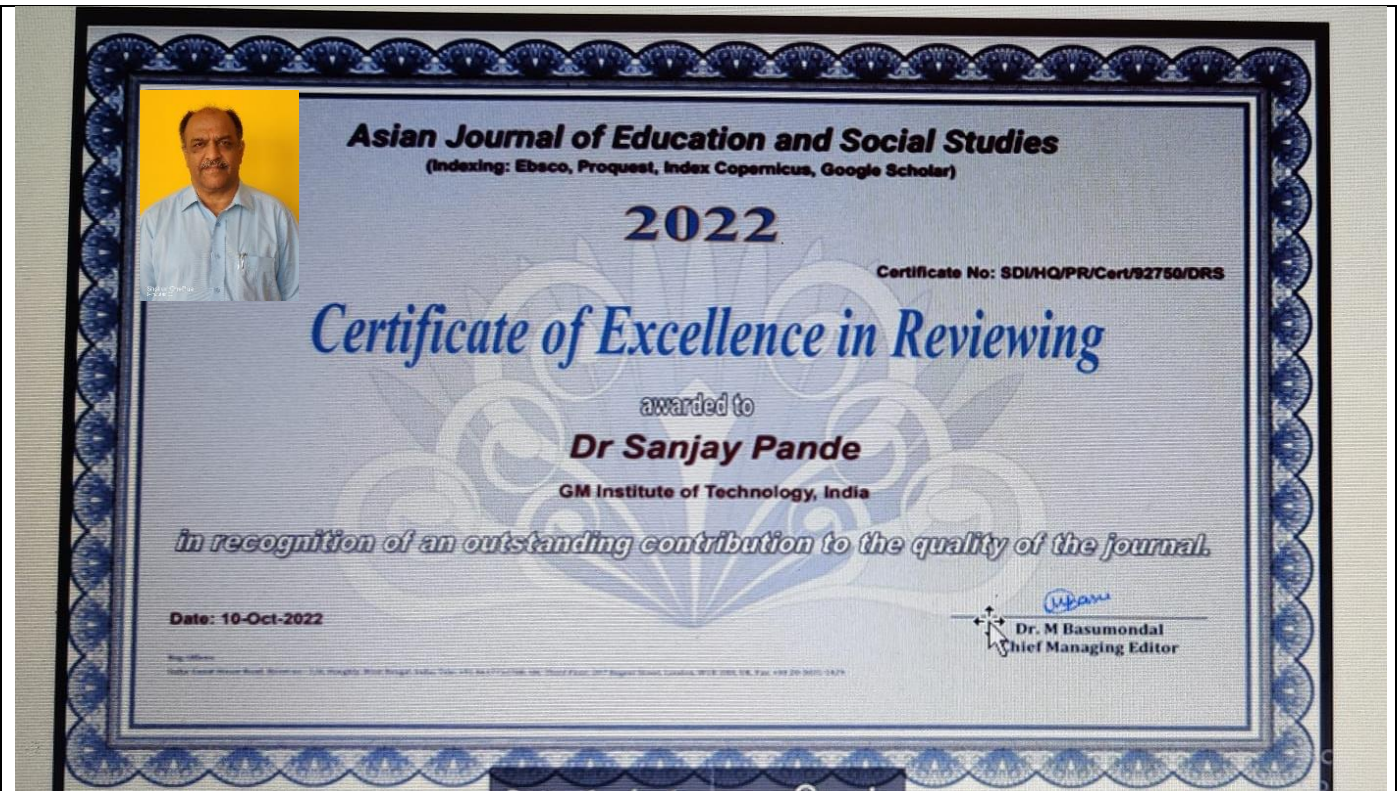 Asian Journal of Education and Social Studies
(Indexing: Ebsco, Proquest, Index Copernicus, Google Scholar)
2022
Certificate No: SDI/HQ/PR/Cert/92750/DRS
Certificate of Excellence in Reviewing
awarded to
Dr Sanjay Pande
GM Institute of Technology, India
in recognition of an outstanding contribution to the quality of the journal.
Date: 10-Oct-2022
Dr. M Basumondal
Chief Managing Editor
Reg. Offices: